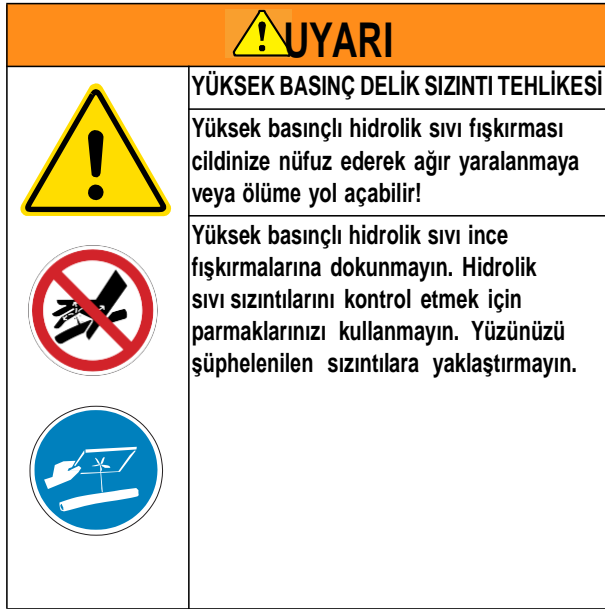 UYARI
YÜKSEK BASINÇ DELİK SIZINTI TEHLİKESİ
Yüksek basınçlı hidrolik sıvı fışkırması
cildinize nüfuz ederek ağır yaralanmaya
veya ölüme yol açabilir!
Yüksek basınçlı hidrolik sıvı ince
fışkırmalarına dokunmayın. Hidrolik
sıvı sızıntılarını kontrol etmek için
parmaklarınızı kullanmayın. Yüzünüzü
şüphelenilen sızıntılara yaklaştırmayın.